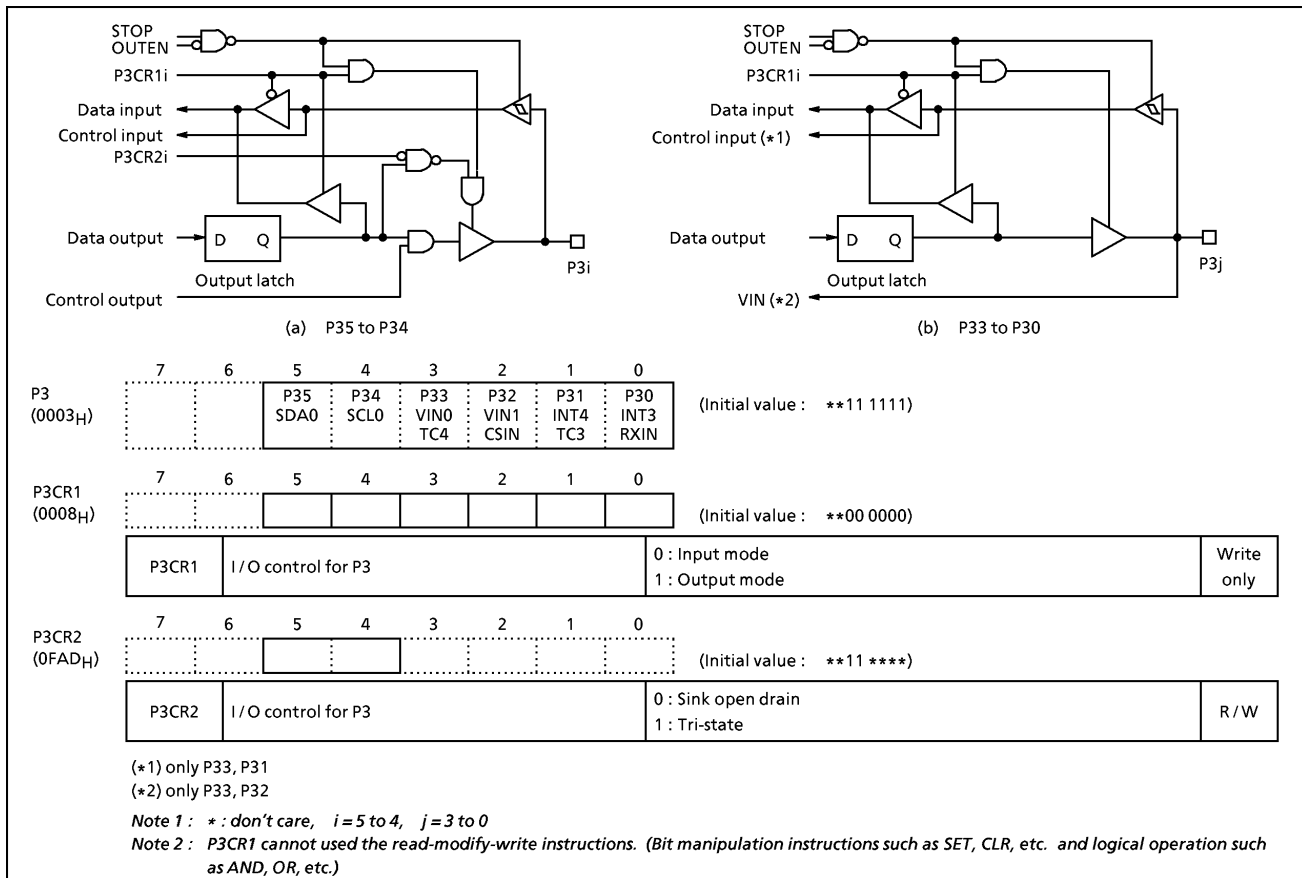 STOP
OUTEN
P3CR1i
Data input
Control input
P3CR2i
Data output
D Q
Output latch
Control output
P3i
(a) P35 to P34
STOP
OUTEN
P3CR1i
Data input
Control input (*1)
Data output
D Q
Output latch
VIN (*2)
P3j
(b) P33 to P30
7 6 5 4 3 2 1 0
P3
(0003H)
P35 P34 P33 P32 P31 P30
SDA0 SCL0 VIN0 VIN1 INT4 INT3
TC4 CSIN TC3 RXIN
(Initial value : **11 1111)
7 6 5 4 3 2 1 0
P3CR1
(0008H)
(Initial value : **00 0000)
P3CR1 I / O control for P3 0 : Input mode
1 : Output mode
Write
only
7 6 5 4 3 2 1 0
P3CR2
(0FADH)
(Initial value : **11 ****)
P3CR2 I / O control for P3 0 : Sink open drain
1 : Tri-state
R / W
(*1) only P33, P31
(*2) only P33, P32
Note 1 : * : don't care, i = 5 to 4, j = 3 to 0
Note 2 : P3CR1 cannot used the read-modify-write instructions. (Bit manipulation instructions such as SET, CLR, etc. and logical operation such
as AND, OR, etc.)